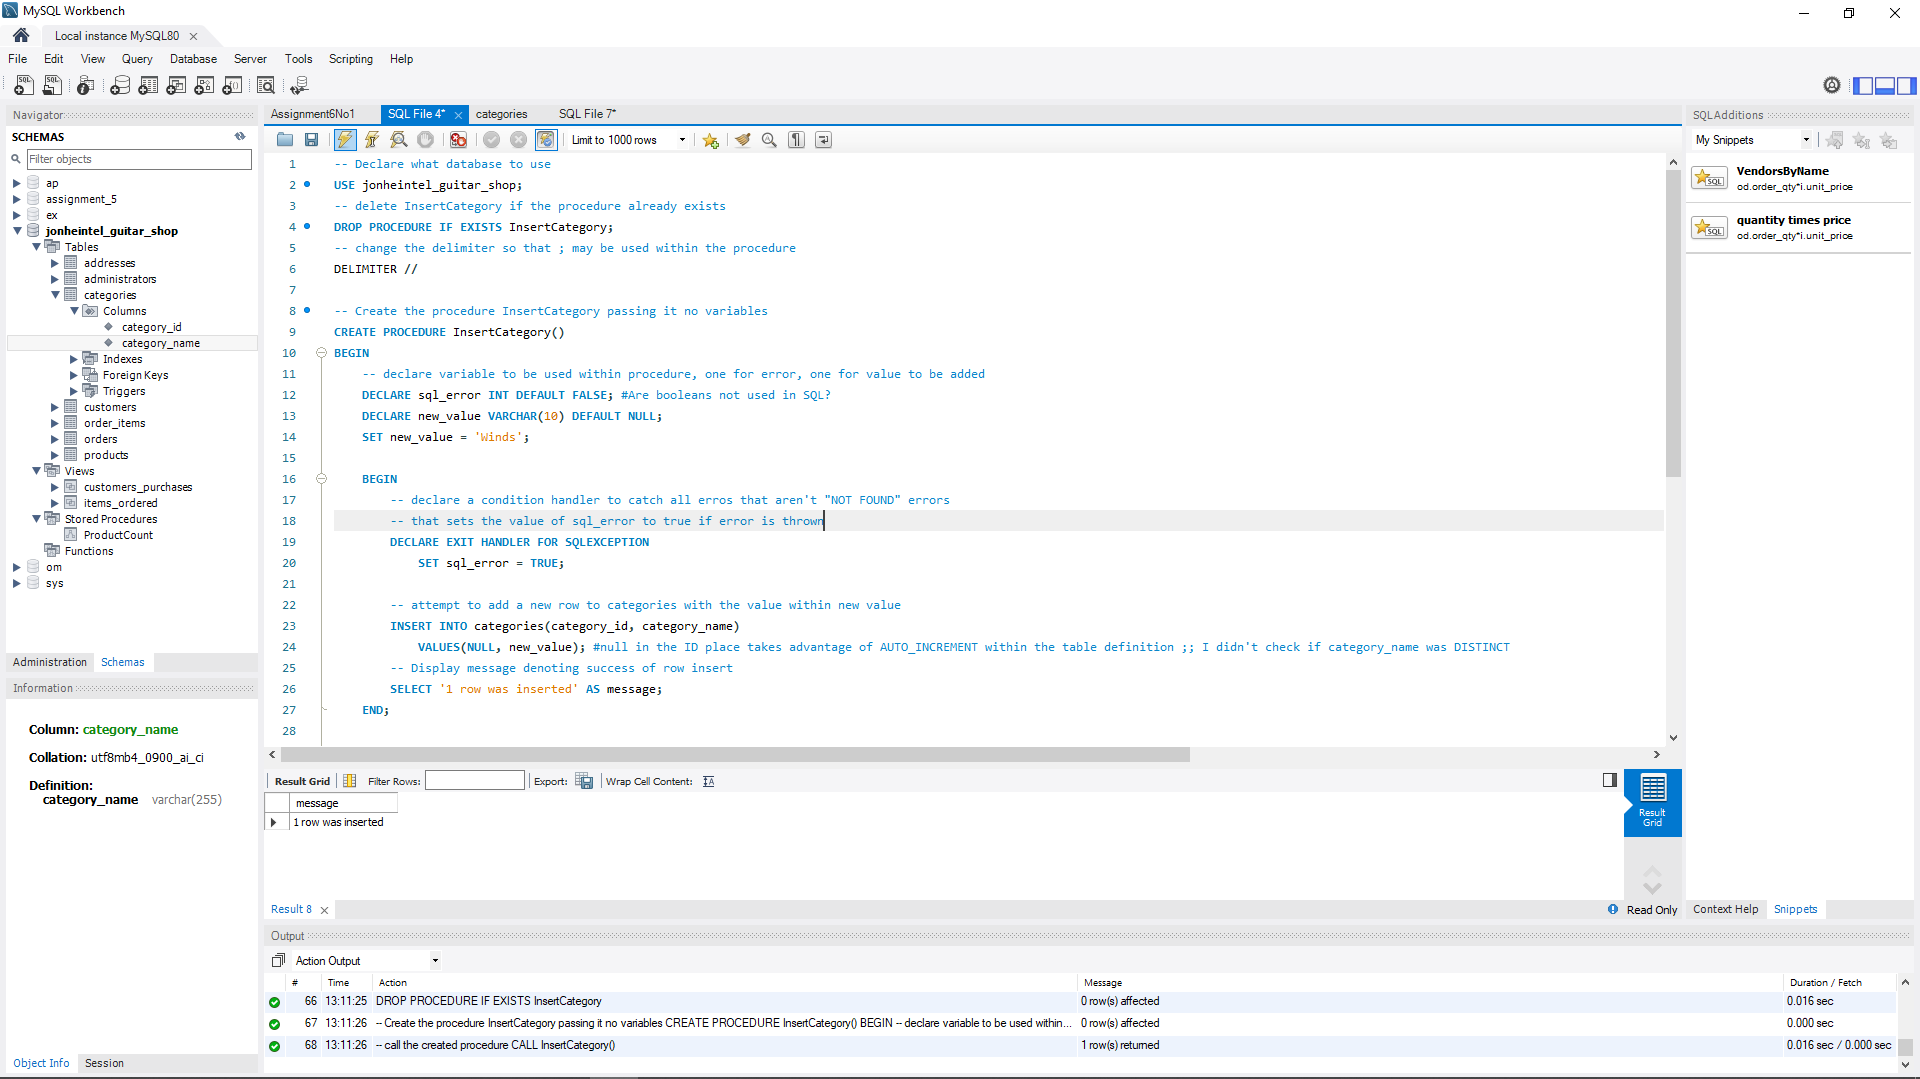 MySQL Workbench
Local instance MySQL80
File Edit View Query Database Server Tools Scripting Help
Navigator
SCHEMAS
Filter objects
ap
assignment_5
ex
jonheintel_guitar_shop
Tables
addresses
administrators
categories
Columns
category_id
category_name
Indexes
Foreign Keys
Triggers
customers
order_items
orders
products
Views
customers_purchases
items_ordered
Stored Procedures
ProductCount
Functions
om
sys
Administration Schemas
Information
Column: category_name
Collation: utf8mb4_0900_ai_ci
Definition:
category_name varchar(255)
Object Info Session
Assignment6No1 SQL File 4* categories SQL File 7*
Limit to 1000 rows
1 -- Declare what database to use
2 USE jonheintel_guitar_shop;
3 -- delete InsertCategory if the procedure already exists
4 DROP PROCEDURE IF EXISTS InsertCategory;
5 -- change the delimiter so that ; may be used within the procedure
6 DELIMITER //
7
8 -- Create the procedure InsertCategory passing it no variables
9 CREATE PROCEDURE InsertCategory()
10 BEGIN
11 -- declare variable to be used within procedure, one for error, one for value to be added
12 DECLARE sql_error INT DEFAULT FALSE; #Are booleans not used in SQL?
13 DECLARE new_value VARCHAR(10) DEFAULT NULL;
14 SET new_value = 'Winds';
15
16 BEGIN
17 -- declare a condition handler to catch all erros that aren't "NOT FOUND" errors
18 -- that sets the value of sql_error to true if error is thrown
19 DECLARE EXIT HANDLER FOR SQLEXCEPTION
20 SET sql_error = TRUE;
21
22 -- attempt to add a new row to categories with the value within new value
23 INSERT INTO categories(category_id, category_name)
24 VALUES(NULL, new_value); #null in the ID place takes advantage of AUTO_INCREMENT within the table definition ;; I didn't check if category_name was DISTINCT
25 -- Display message denoting success of row insert
26 SELECT '1 row was inserted' AS message;
27 END;
28
Result Grid Filter Rows: Export: Wrap Cell Content:
message
1 row was inserted
Result Grid
Result 8
Read Only
Output
Action Output
# Time Action Message Duration / Fetch
66 13:11:25 DROP PROCEDURE IF EXISTS InsertCategory 0 row(s) affected 0.016 sec
67 13:11:26 -- Create the procedure InsertCategory passing it no variables CREATE PROCEDURE InsertCategory() BEGIN -- declare variable to be used within... 0 row(s) affected 0.000 sec
68 13:11:26 -- call the created procedure CALL InsertCategory() 1 row(s) returned 0.016 sec / 0.000 sec
SQLAdditions
My Snippets
VendorsByName
od.order_qty*i.unit_price
quantity times price
od.order_qty*i.unit_price
Context Help Snippets